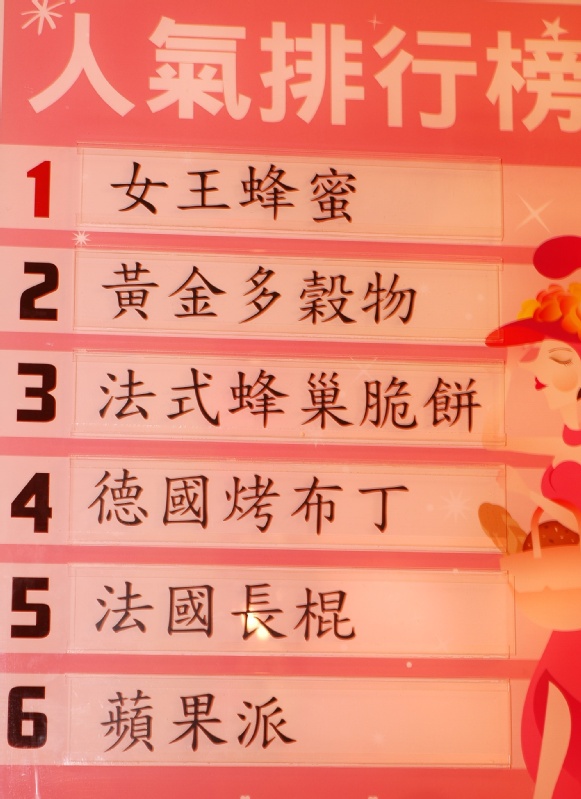 人氣排行榜
1 女王蜂蜜
2 黃金多穀物
3 法式蜂巢脆餅
4 德國烤布丁
5 法國長棍
6 蘋果派